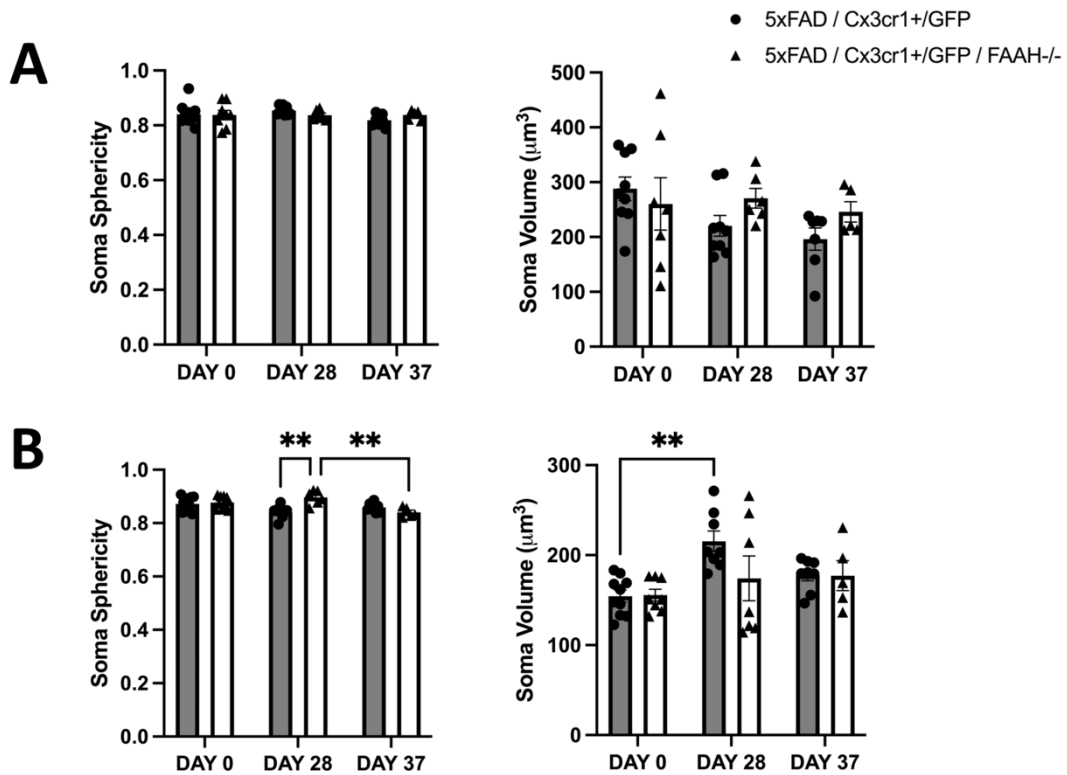 5xFAD / Cx3cr1+/GFP
5xFAD / Cx3cr1+/GFP / FAAH-/-
A
Soma Sphericity
1.0
0.8
0.6
0.4
0.2
0.0
DAY 0 DAY 28 DAY 37
Soma Volume (μm³)
500
400
300
200
100
0
DAY 0 DAY 28 DAY 37
B
Soma Sphericity
1.0
0.8
0.6
0.4
0.2
0.0
** **
DAY 0 DAY 28 DAY 37
Soma Volume (μm³)
300
200
100
0
**
DAY 0 DAY 28 DAY 37